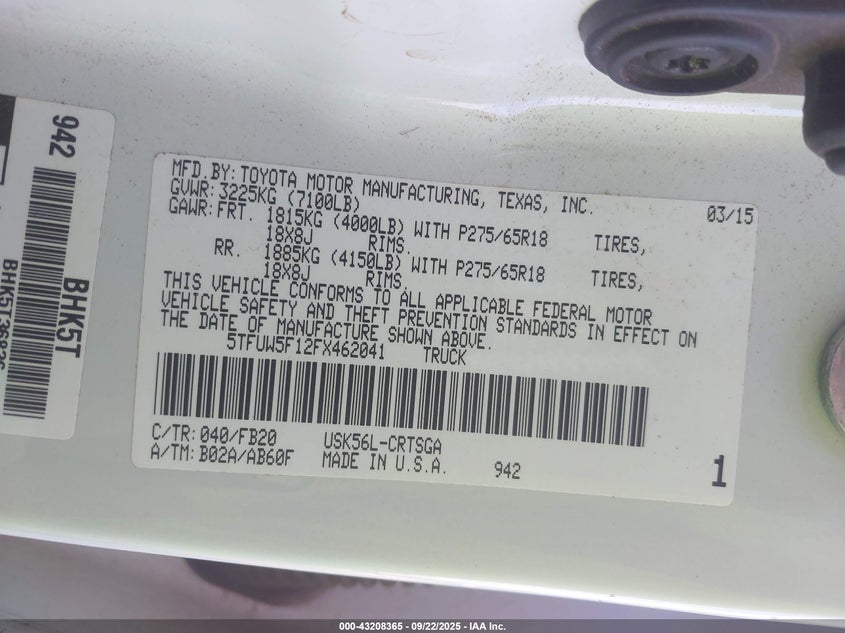 942
BHK5T
MFD.BY:TOYOTA MOTOR MANUFACTURING, TEXAS, INC. 03/15
GVWR:3225KG (7100LB)
GAWR:FRT. 1815KG (4000LB) WITH P275/65R18 TIRES,
18X8J RIMS.
RR. 1885KG (4150LB) WITH P275/65R18 TIRES,
18X8J RIMS.
THIS VEHICLE CONFORMS TO ALL APPLICABLE FEDERAL MOTOR
VEHICLE SAFETY AND THEFT PREVENTION STANDARDS IN EFFECT ON
THE DATE OF MANUFACTURE SHOWN ABOVE.
5TFUW5F12FX462041 TRUCK
C/TR:040/FB20 USK56L-CRTSGA
A/TM:B02A/AB60F MADE IN U.S.A. 942 1
000-43208365 - 09/22/2025 - IAA Inc.